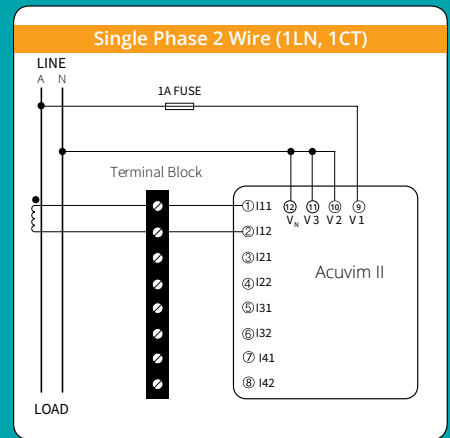 Single Phase 2 Wire (1LN, 1CT)
LINE
A N
1A FUSE
Terminal Block
① I11
② I12
③ I21
④ I22
⑤ I31
⑥ I32
⑦ I41
⑧ I42
⑫ ⑪ ⑩ ⑨
VN V3 V2 V1
Acuvim II
LOAD